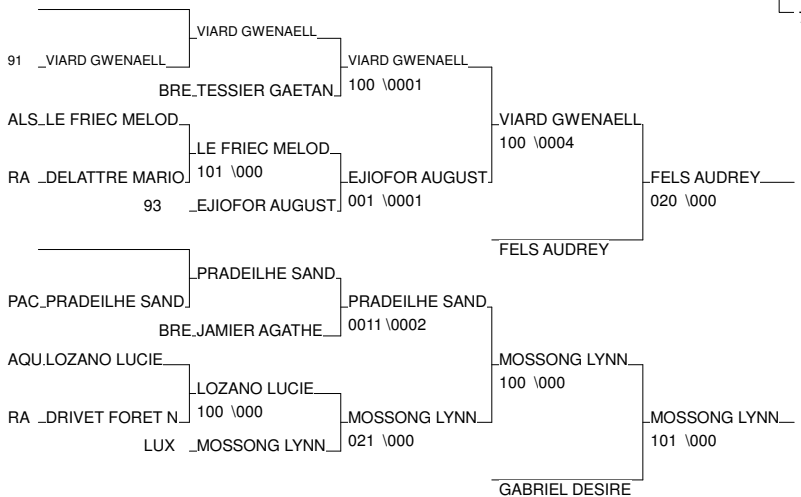 VIARD GWENAELL
91 VIARD GWENAELL VIARD GWENAELL
BRE TESSIER GAETAN 100 \0001
ALS LE FRIEC MELOD VIARD GWENAELL
LE FRIEC MELOD 100 \0004
RA DELATTRE MARIO 101 \000 EJIOFOR AUGUST FELS AUDREY
93 EJIOFOR AUGUST 001 \0001 020 \000
FELS AUDREY
PRADEILHE SAND
PAC PRADEILHE SAND PRADEILHE SAND
BRE JAMIER AGATHE 0011 \0002
AQU LOZANO LUCIE MOSSONG LYNN
LOZANO LUCIE 100 \000
RA DRIVET FORET N 100 \000 MOSSONG LYNN MOSSONG LYNN
LUX MOSSONG LYNN 021 \000 101 \000
GABRIEL DESIRE